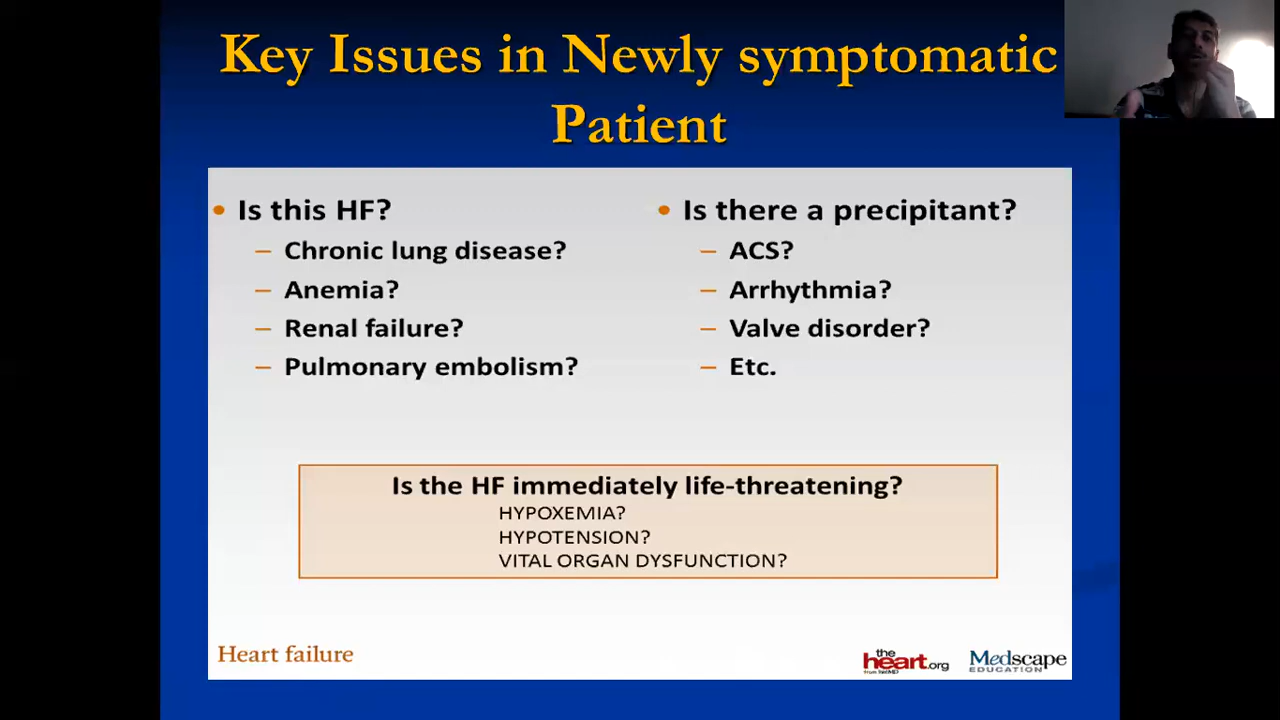 Key Issues in Newly symptomatic
Patient
• Is this HF?
– Chronic lung disease?
– Anemia?
– Renal failure?
– Pulmonary embolism?
• Is there a precipitant?
– ACS?
– Arrhythmia?
– Valve disorder?
– Etc.
Is the HF immediately life-threatening?
HYPOXEMIA?
HYPOTENSION?
VITAL ORGAN DYSFUNCTION?
Heart failure
the
heart.org
from WebMD
Medscape
EDUCATION